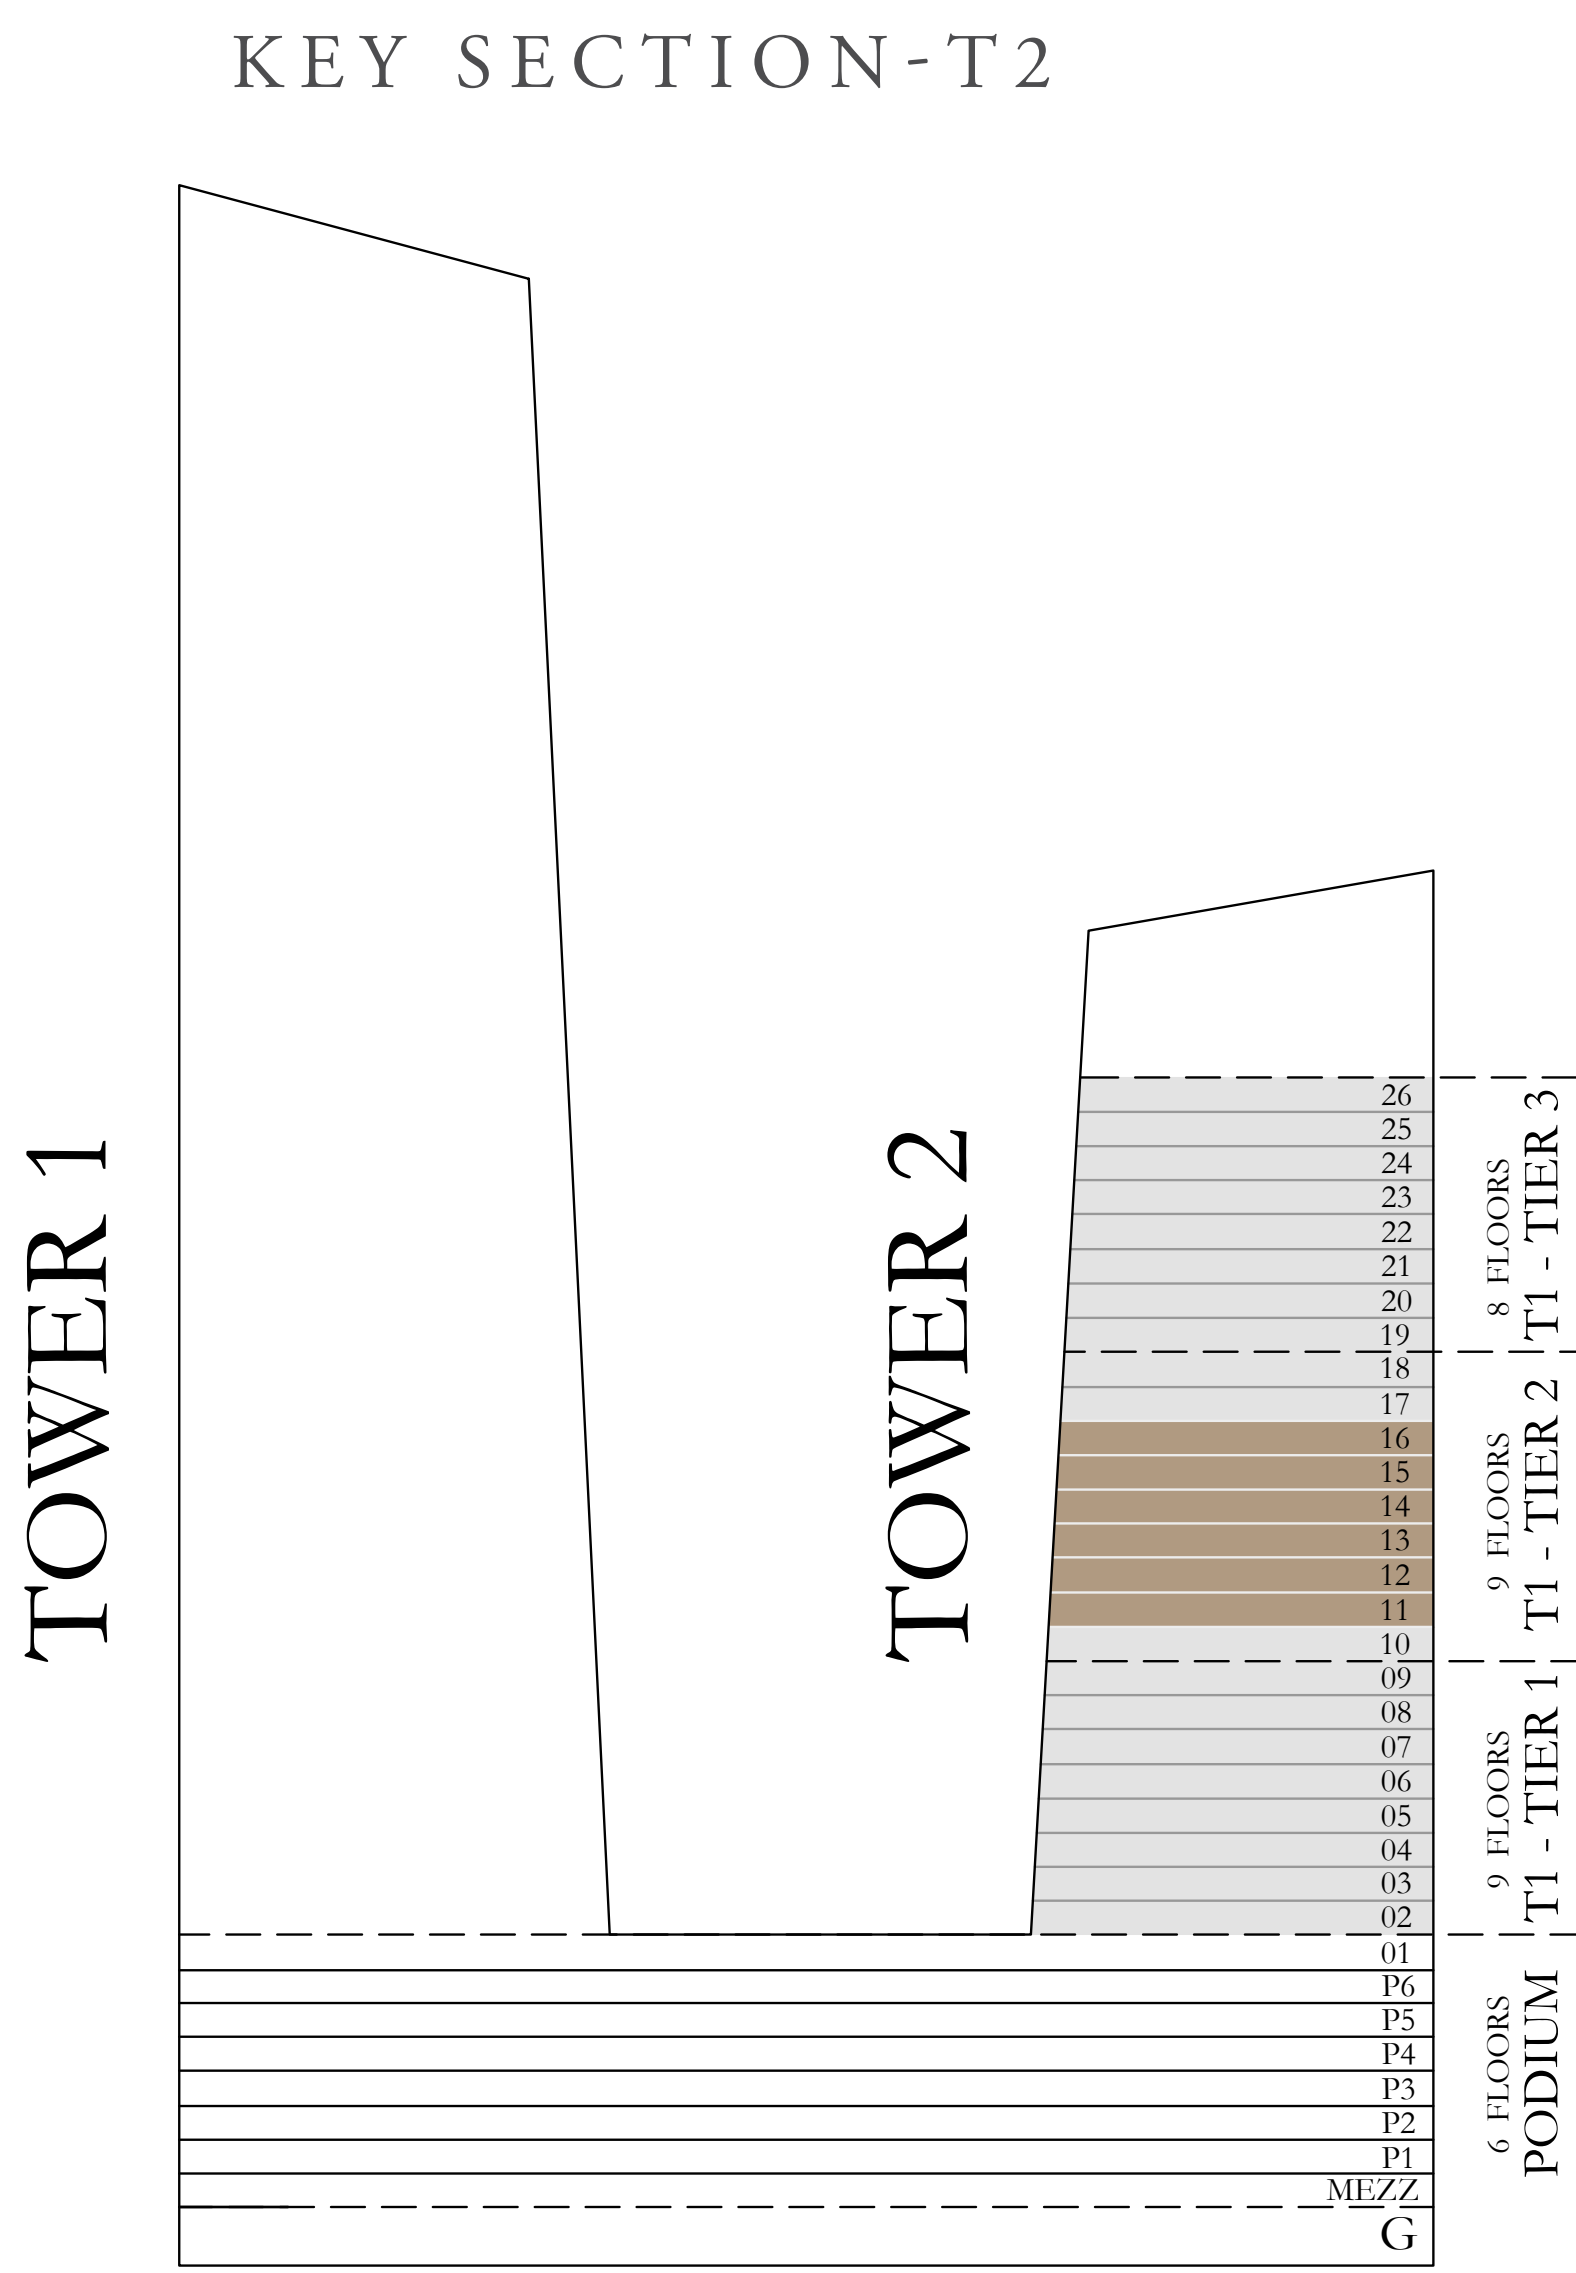 KEY SECTION-T2
TOWER 1
TOWER 2
26
25
24
23
22
21
20
19
8 FLOORS
T1 - TIER 3
18
17
16
15
14
13
12
11
10
9 FLOORS
T1 - TIER 2
09
08
07
06
05
04
03
02
9 FLOORS
T1 - TIER 1
01
P6
P5
P4
P3
P2
P1
MEZZ
G
6 FLOORS
PODIUM